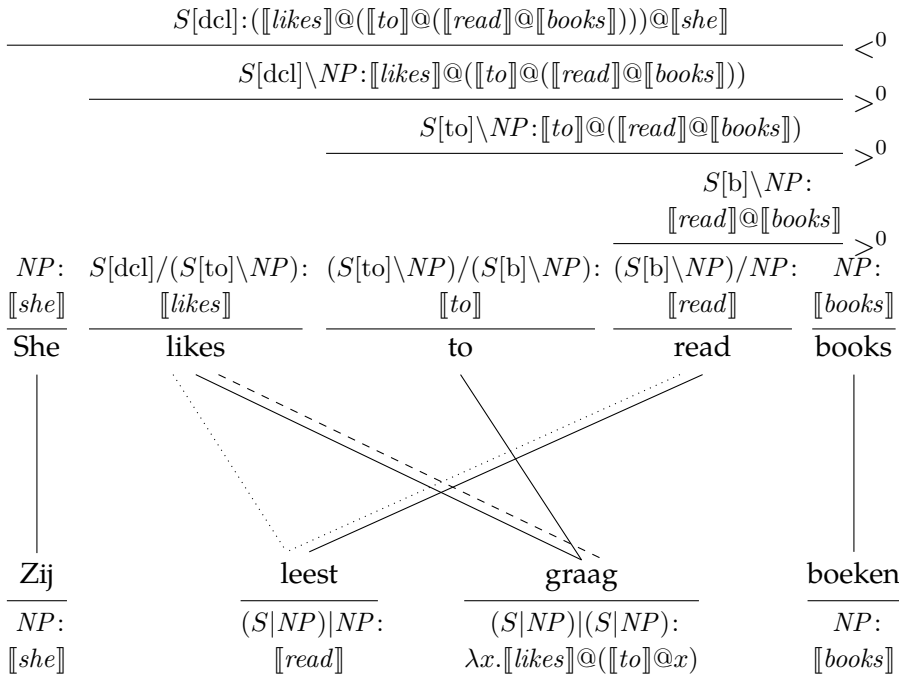 S[dcl]:(⟦likes⟧@(⟦to⟧@(⟦read⟧@⟦books⟧)))@⟦she⟧
<0
S[dcl]\NP:⟦likes⟧@(⟦to⟧@(⟦read⟧@⟦books⟧))
>0
S[to]\NP:⟦to⟧@(⟦read⟧@⟦books⟧)
>0
S[b]\NP:
⟦read⟧@⟦books⟧
>0
NP: S[dcl]/(S[to]\NP): (S[to]\NP)/(S[b]\NP): (S[b]\NP)/NP: NP:
⟦she⟧ ⟦likes⟧ ⟦to⟧ ⟦read⟧ ⟦books⟧
She likes to read books
Zij leest graag boeken
NP: (S|NP)|NP: (S|NP)|(S|NP): NP:
⟦she⟧ ⟦read⟧ λx.⟦likes⟧@(⟦to⟧@x) ⟦books⟧